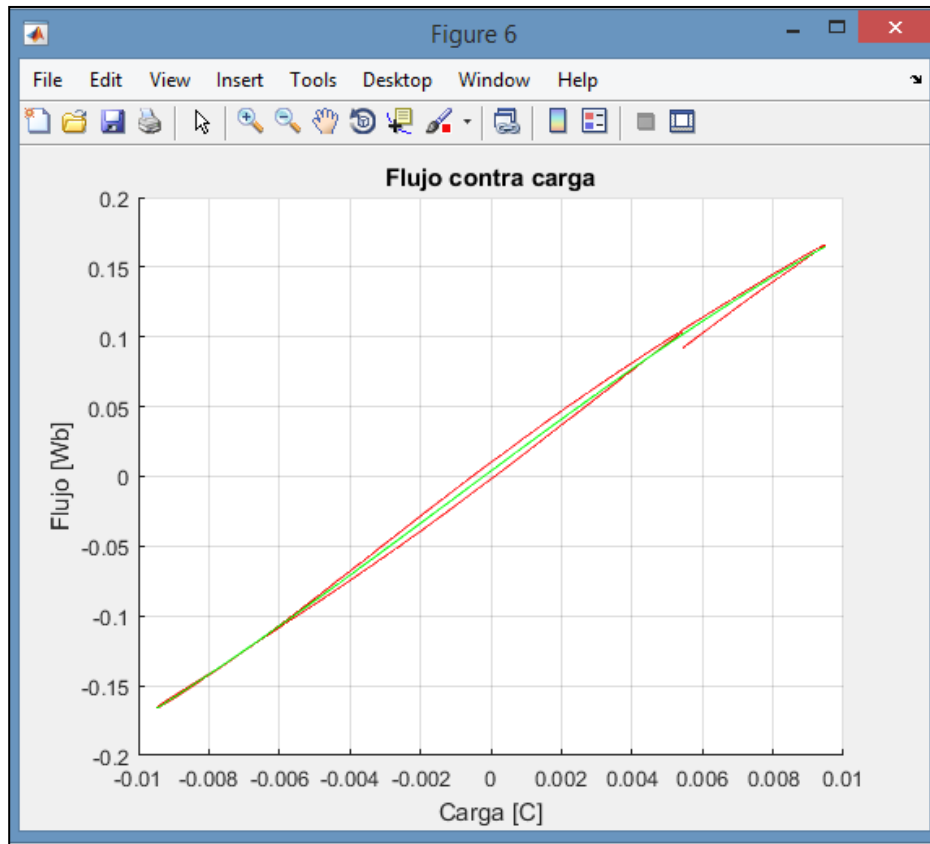 Figure 6
File Edit View Insert Tools Desktop Window Help
Flujo contra carga
0.2
0.15
0.1
0.05
0
-0.05
-0.1
-0.15
-0.2
Flujo [Wb]
-0.01 -0.008 -0.006 -0.004 -0.002 0 0.002 0.004 0.006 0.008 0.01
Carga [C]